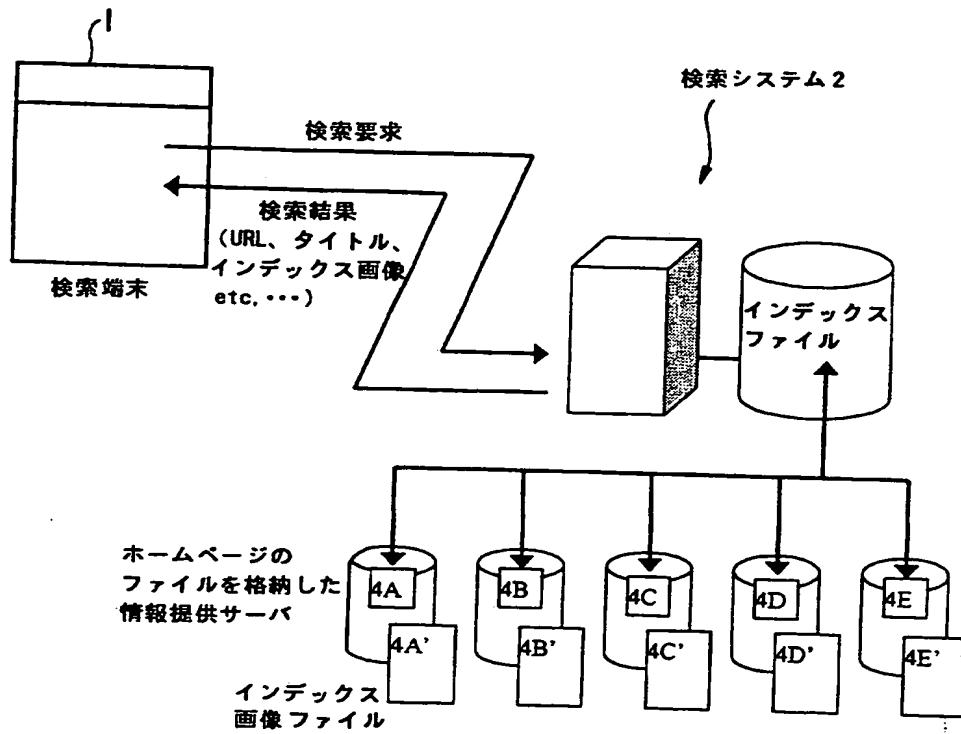 1
検索システム2
検索要求
検索結果
(URL、タイトル、
インデックス画像
etc,・・・)
検索端末
インデックス
ファイル
ホームページの
ファイルを格納した
情報提供サーバ
4A
4B
4C
4D
4E
4A'
4B'
4C'
4D'
4E'
インデックス
画像ファイル